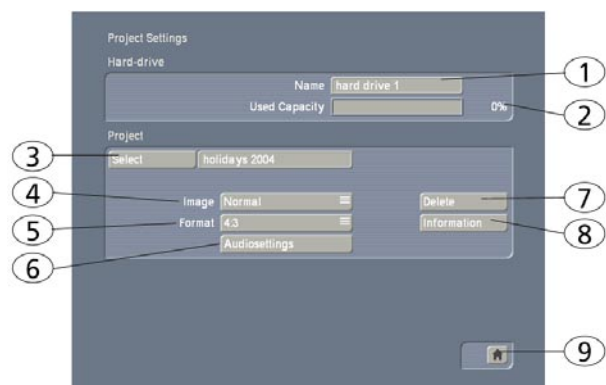 Project Settings
Hard-drive
Name hard drive 1 1
Used Capacity 0% 2
Project
3 Select holidays 2004
4 Image Normal Delete 7
5 Format 4:3 Information 8
6 Audiosettings
9